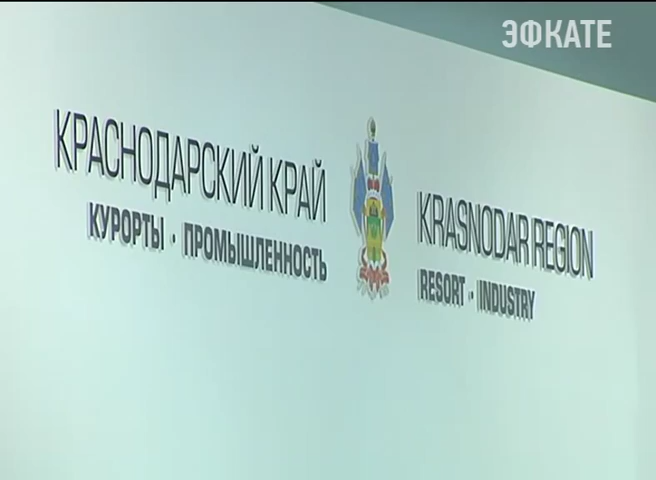 ЭФКАТЕ
КРАСНОДАРСКИЙ КРАЙ
КУРОРТЫ · ПРОМЫШЛЕННОСТЬ
KRASNODAR REGION
RESORT · INDUSTRY